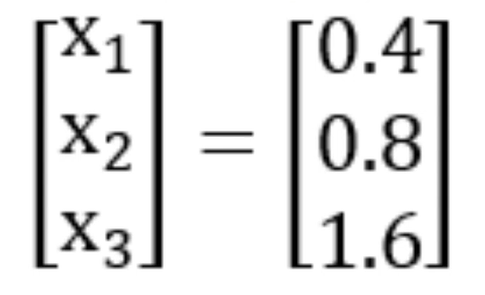 [x₁] = [0.4]
[x₂] = [0.8]
[x₃] = [1.6]